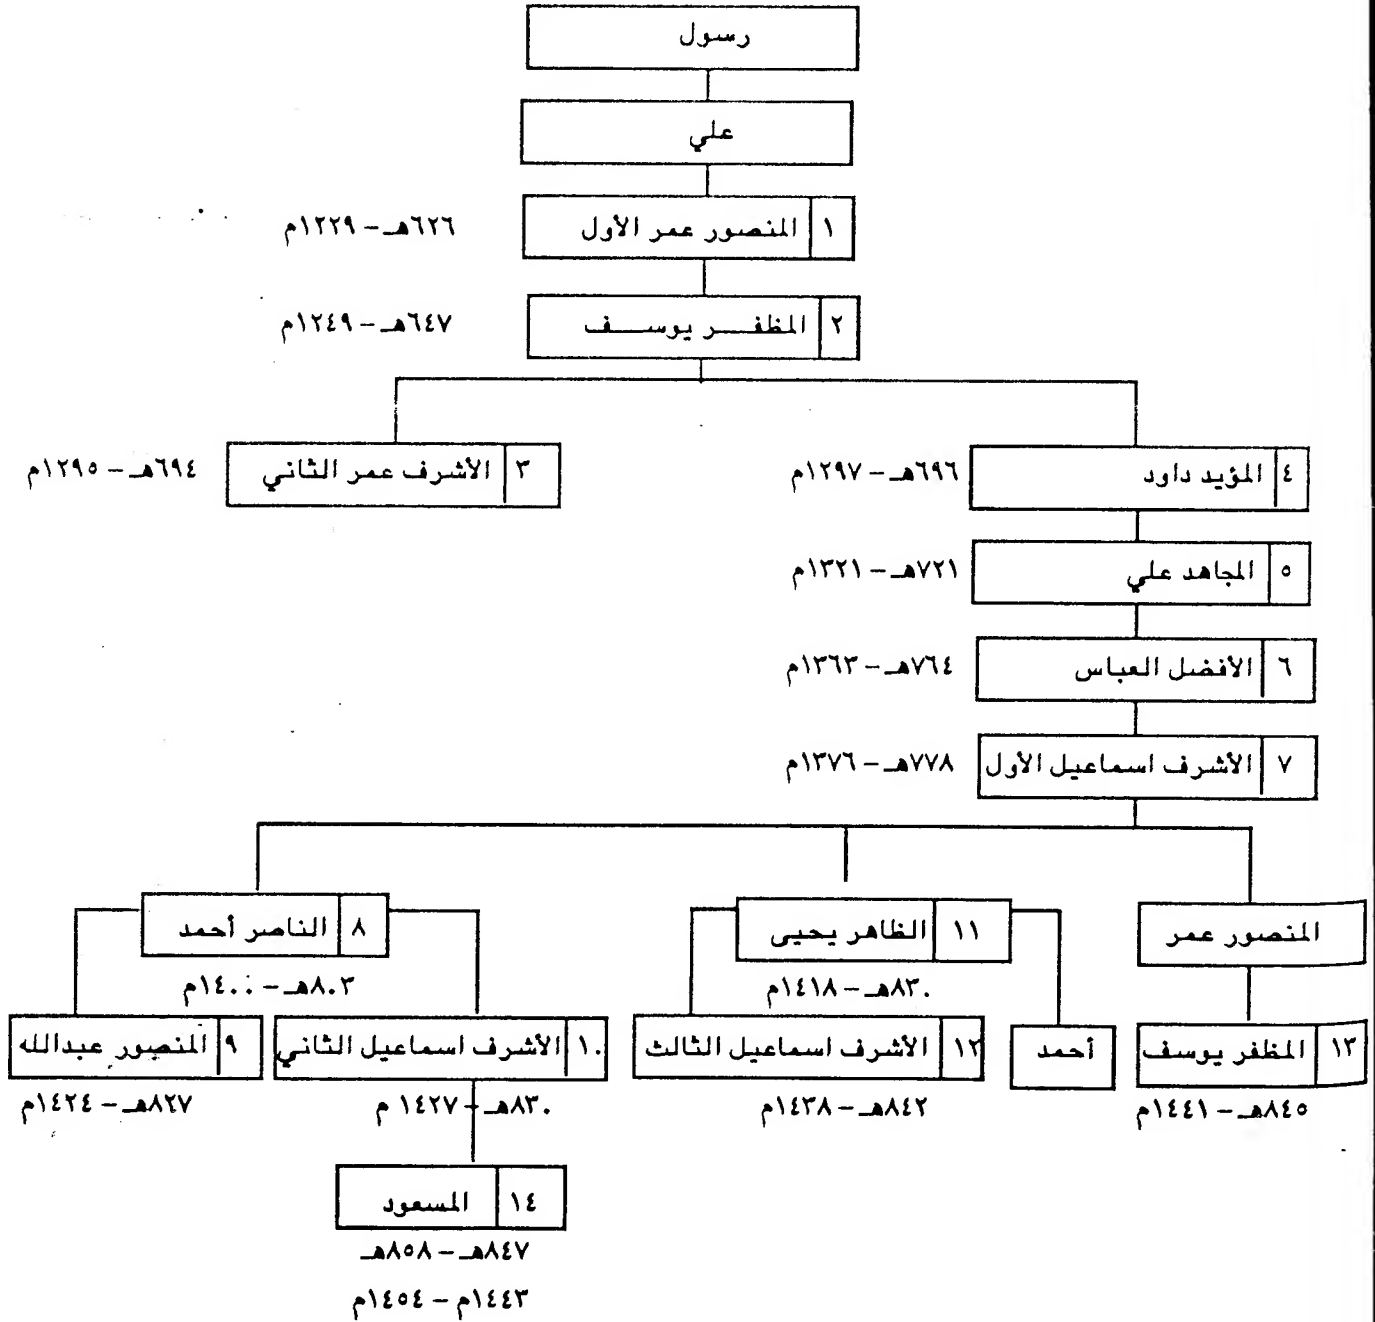 رسول
علي
١ المنصور عمر الأول
٦٢٦هـ – ١٢٢٩م
٢ المظفــر يوســف
٦٤٧هـ – ١٢٤٩م
٤ المؤيد داود
٦٩٦هـ – ١٢٩٧م
٣ الأشرف عمر الثاني
٦٩٤هـ – ١٢٩٥م
٥ المجاهد علي
٧٢١هـ – ١٣٢١م
٦ الأفضل العباس
٧٦٤هـ – ١٣٦٣م
٧ الأشرف اسماعيل الأول
٧٧٨هـ – ١٣٧٦م
المنصور عمر
١١ الظاهر يحيى
٨٣٠هـ – ١٤١٨م
٨ الناصر أحمد
٨٠٣هـ – ١٤٠٠م
١٣ المظفر يوسف
٨٤٥هـ – ١٤٤١م
أحمد
١٢ الأشرف اسماعيل الثالث
٨٤٢هـ – ١٤٣٨م
١٠ الأشرف اسماعيل الثاني
٨٣٠هـ – ١٤٢٧ م
٩ المنصور عبدالله
٨٢٧هـ – ١٤٢٤م
١٤ المسعود
٨٤٧هـ – ٨٥٨هـ
١٤٤٣م – ١٤٥٤م